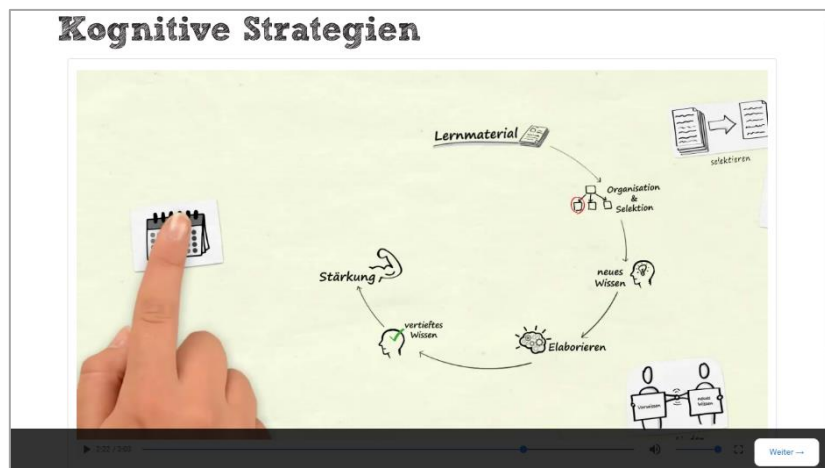 Kognitive Strategien
Lernmaterial
selektieren
Organisation
&
Selektion
neues
Wissen
Stärkung
vertieftes
Wissen
Elaborieren
Vorwissen
neues
Wissen
Weiter →